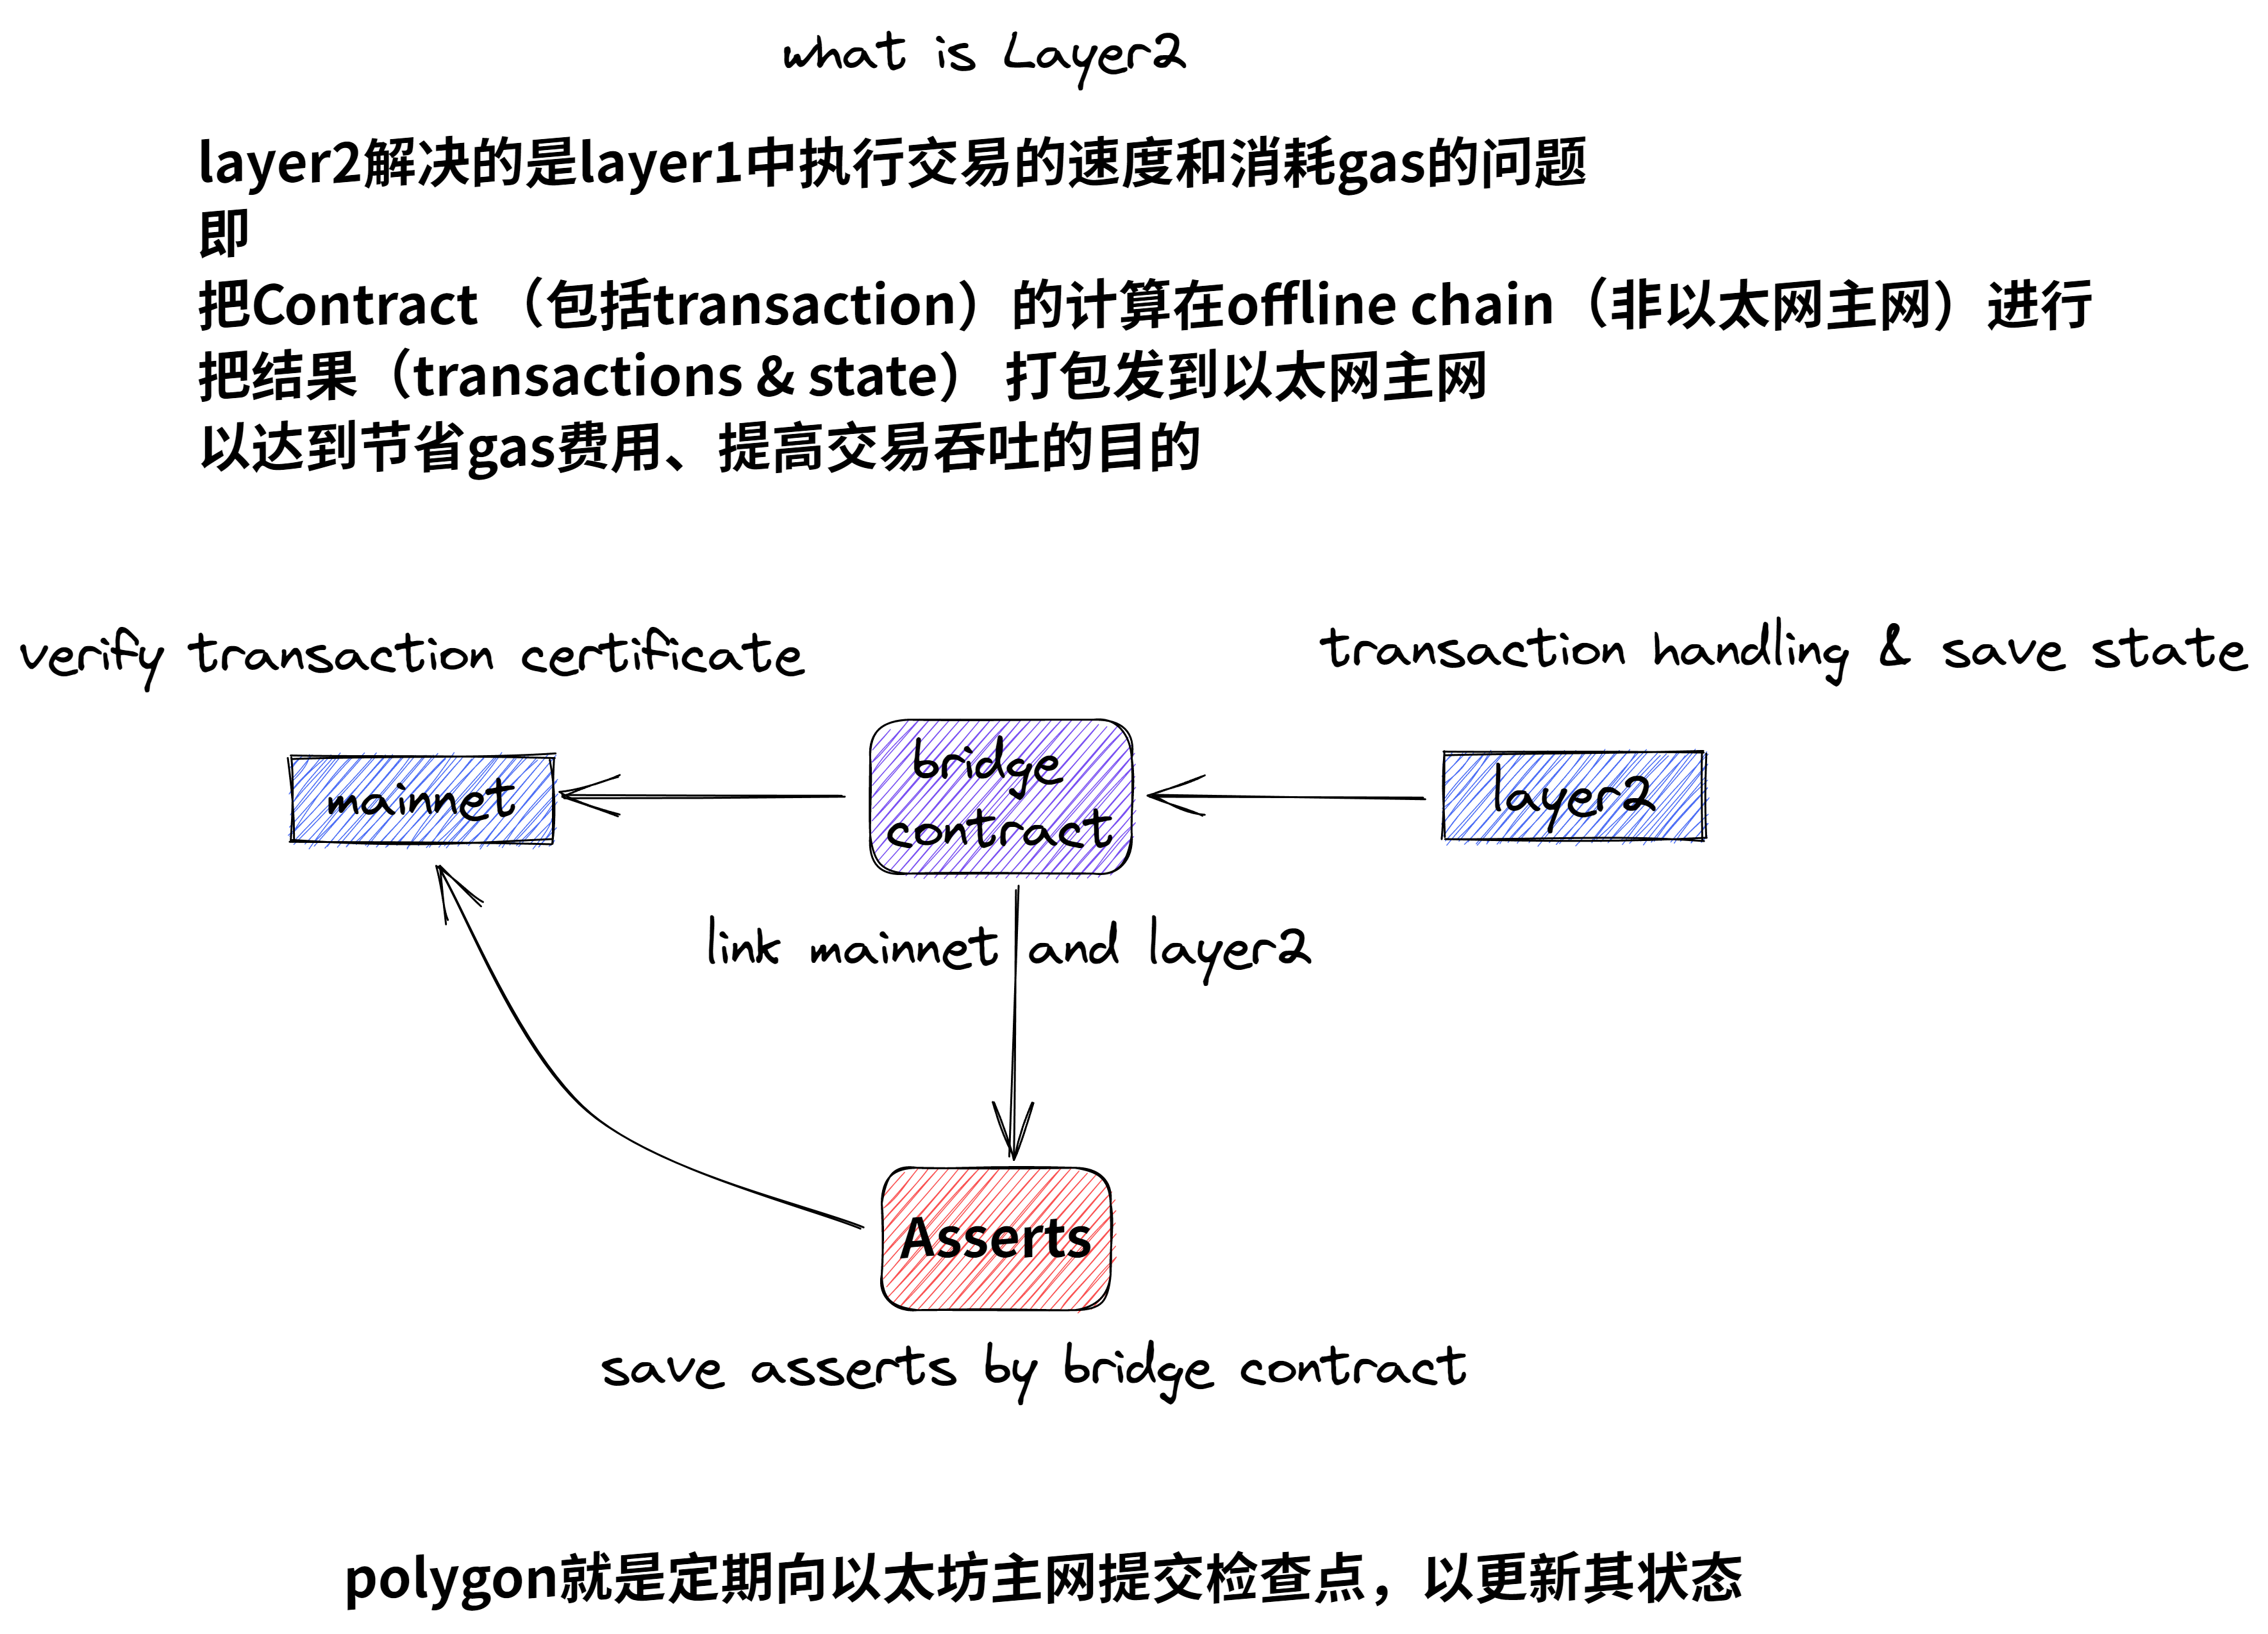 what is Layer2
layer2解决的是layer1中执行交易的速度和消耗gas的问题
即
把Contract （包括transaction） 的计算在offline chain（非以太网主网）进行
把结果（transactions & state） 打包发到以太网主网
以达到节省gas费用、提高交易吞吐的目的
verify transaction certificate
transaction handling & save state
mainnet
bridge
contract
layer2
link mainnet and layer2
Asserts
save asserts by bridge contract
polygon就是定期向以太坊主网提交检查点，以更新其状态